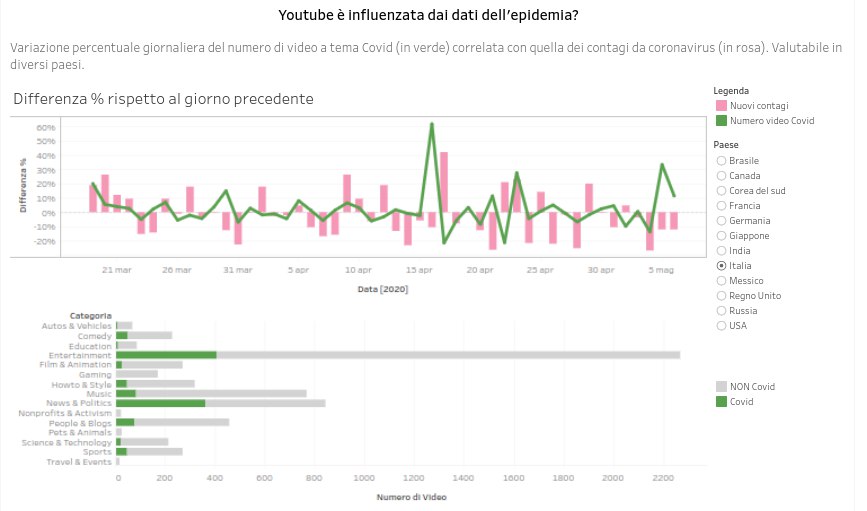 Youtube è influenzata dai dati dell'epidemia?
Variazione percentuale giornaliera del numero di video a tema Covid (in verde) correlata con quella dei contagi da coronavirus (in rosa). Valutabile in
diversi paesi.
Differenza % rispetto al giorno precedente
Differenza %
60%
50%
40%
30%
20%
10%
0%
-10%
-20%
21 mar 26 mar 31 mar 5 apr 10 apr 15 apr 20 apr 25 apr 30 apr 5 mag
Data [2020]
Legenda
Nuovi contagi
Numero video Covid
Paese
Brasile
Canada
Corea del sud
Francia
Germania
Giappone
India
Italia
Messico
Regno Unito
Russia
USA
Categoria
Autos & Vehicles
Comedy
Education
Entertainment
Film & Animation
Gaming
Howto & Style
Music
News & Politics
Nonprofits & Activism
People & Blogs
Pets & Animals
Science & Technology
Sports
Travel & Events
0 200 400 600 800 1000 1200 1400 1600 1800 2000 2200
Numero di Video
NON Covid
Covid